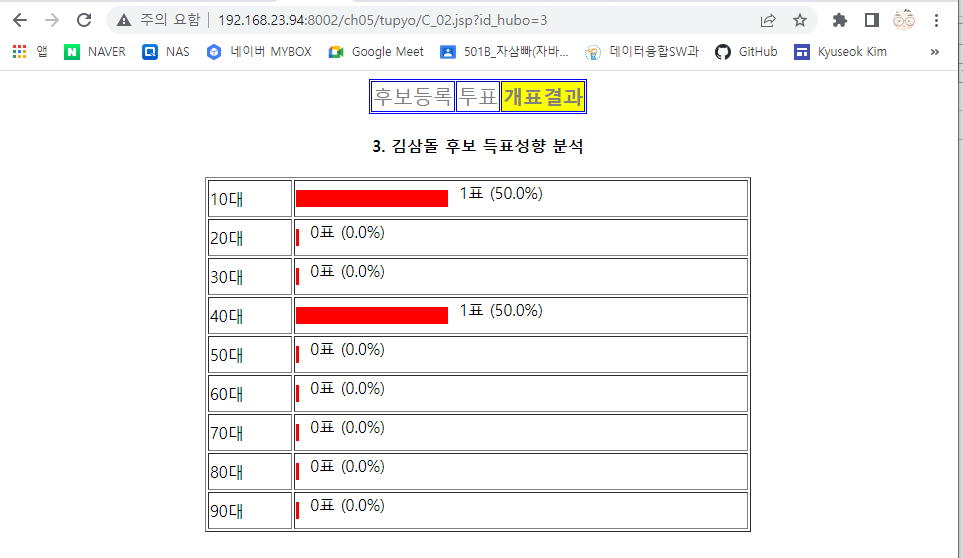 주의 요함 | 192.168.23.94:8002/ch05/tupyo/C_02.jsp?id_hubo=3
앱 NAVER NAS 네이버 MYBOX Google Meet 501B_자삼빠(자바... 데이터융합SW과 GitHub Kyuseok Kim »
후보등록 투표 개표결과
3. 김삼돌 후보 득표성향 분석
10대 1표 (50.0%)
20대 0표 (0.0%)
30대 0표 (0.0%)
40대 1표 (50.0%)
50대 0표 (0.0%)
60대 0표 (0.0%)
70대 0표 (0.0%)
80대 0표 (0.0%)
90대 0표 (0.0%)